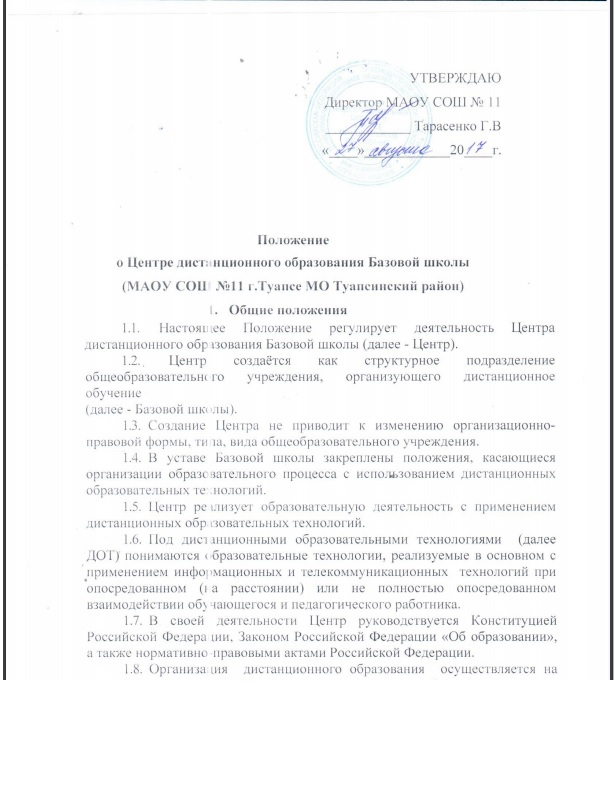 УТВЕРЖДАЮ
Директор МАОУ СОШ № 11
______________ Тарасенко Г.В
« 27 » августа 2017г.
Положение
о Центре дистанционного образования Базовой школы
(МАОУ СОШ №11 г.Туапсе МО Туапсинский район)
1. Общие положения
1.1. Настоящее Положение регулирует деятельность Центра
дистанционного образования Базовой школы (далее - Центр).
1.2. Центр создаётся как структурное подразделение
общеобразовательного учреждения, организующего дистанционное
обучение
(далее - Базовой школы).
1.3. Создание Центра не приводит к изменению организационно-
правовой формы, типа, вида общеобразовательного учреждения.
1.4. В уставе Базовой школы закреплены положения, касающиеся
организации образовательного процесса с использованием дистанционных
образовательных технологий.
1.5. Центр реализует образовательную деятельность с применением
дистанционных образовательных технологий.
1.6. Под дистанционными образовательными технологиями (далее
ДОТ) понимаются образовательные технологии, реализуемые в основном с
применением информационных и телекоммуникационных технологий при
опосредованном (на расстоянии) или не полностью опосредованном
взаимодействии обучающегося и педагогического работника.
1.7. В своей деятельности Центр руководствуется Конституцией
Российской Федерации, Законом Российской Федерации «Об образовании»,
а также нормативно-правовыми актами Российской Федерации.
1.8. Организация дистанционного образования осуществляется на